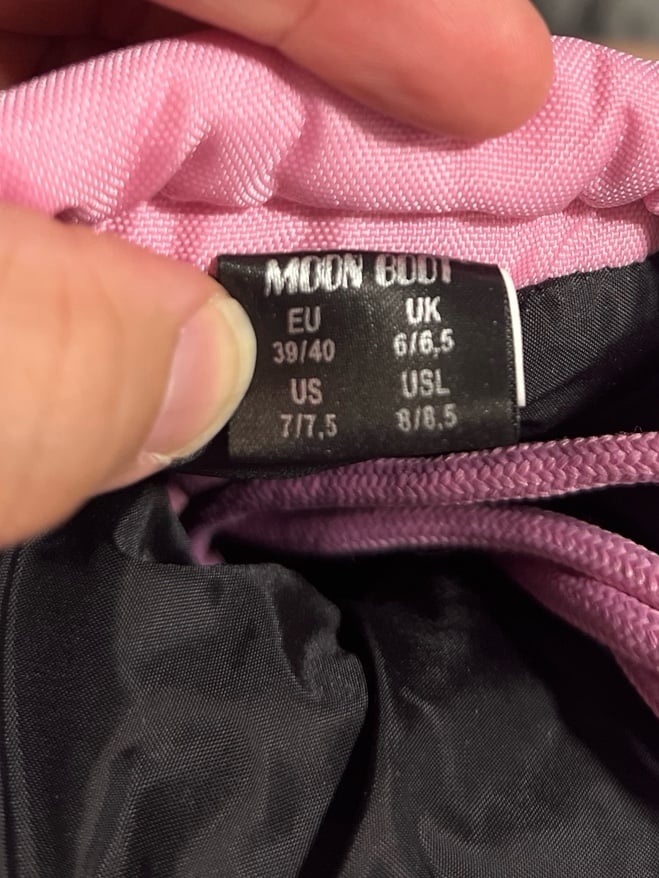 MOON BOOT
EU UK
39/40 6/6,5
US USL
7/7,5 8/8,5